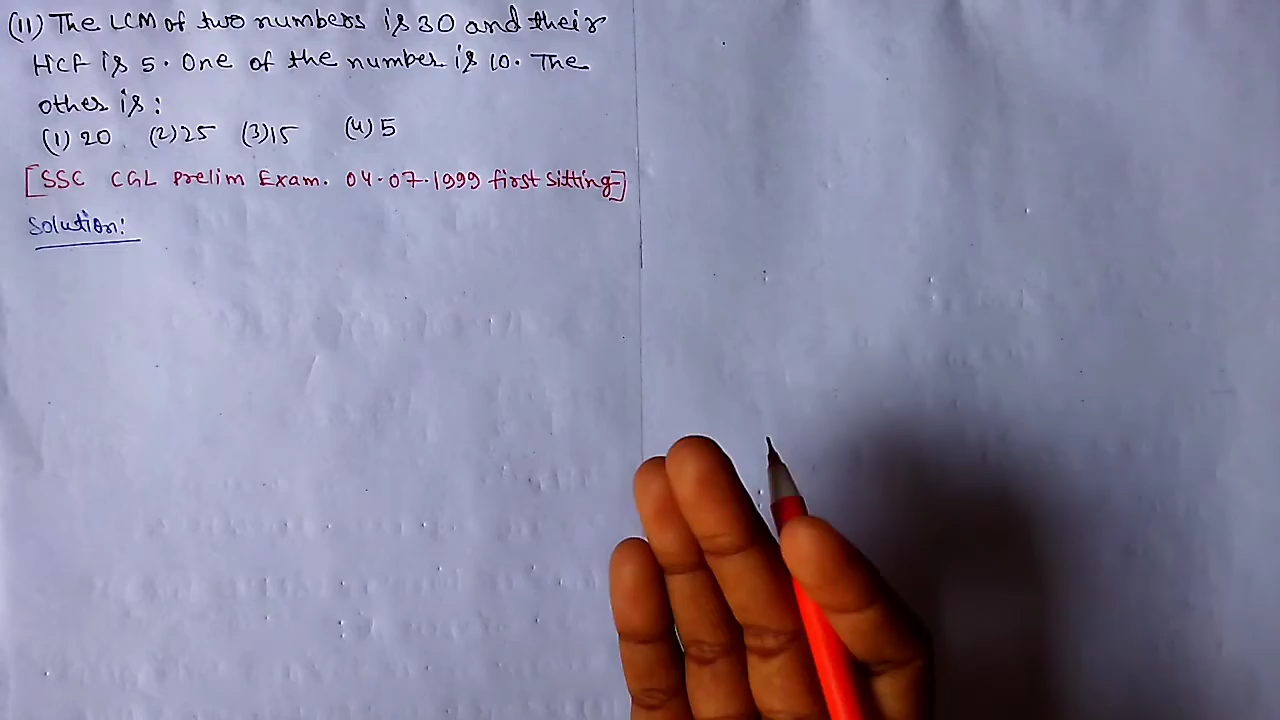 (11) The LCM of two numbers is 30 and their
HCF is 5. One of the number is 10. The
other is:
(1) 20 (2) 25 (3) 15 (4) 5
[SSC CGL Prelim Exam. 04.07.1999 first Sitting]
Solution: